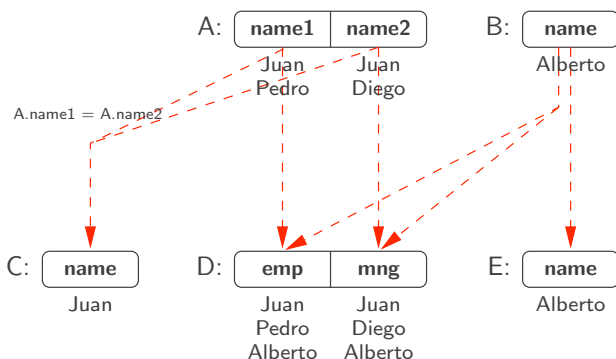 A: name1 name2 B: name
Juan Juan Alberto
Pedro Diego
A.name1 = A.name2
C: name D: emp mng E: name
Juan Juan Juan Alberto
Pedro Diego
Alberto Alberto